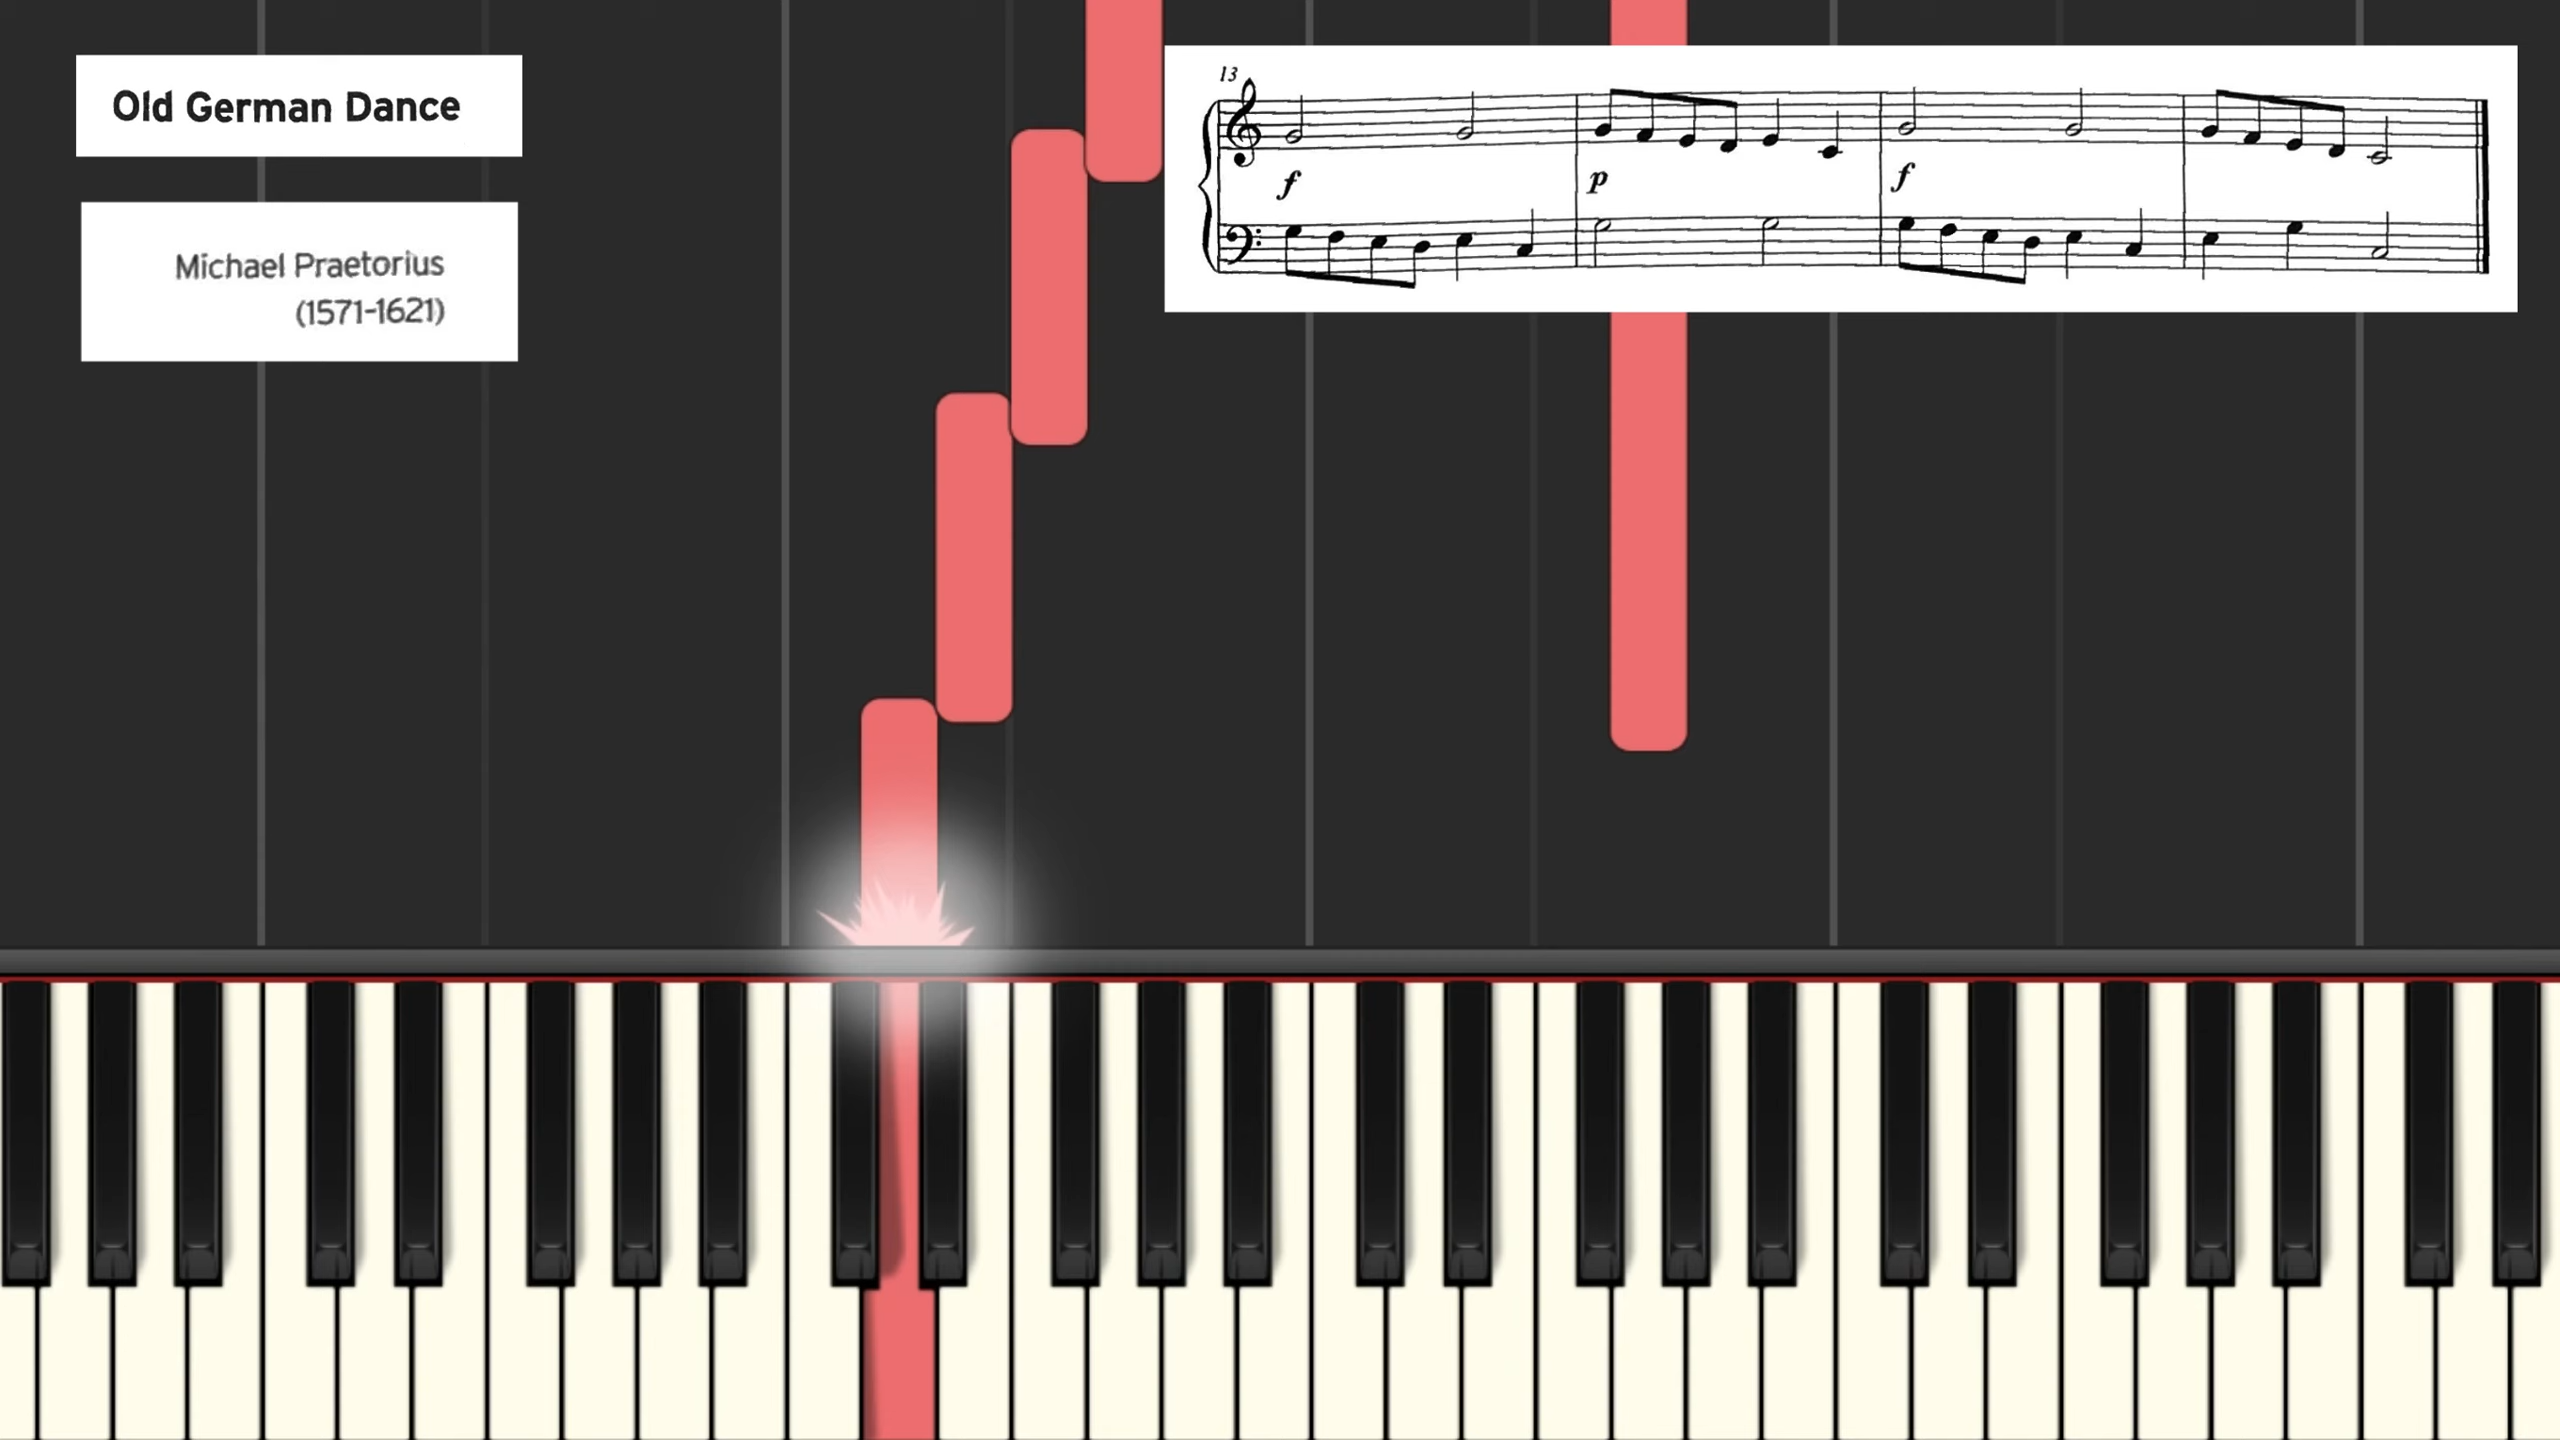 Old German Dance
Michael Praetorius
(1571-1621)
13
f
p
f